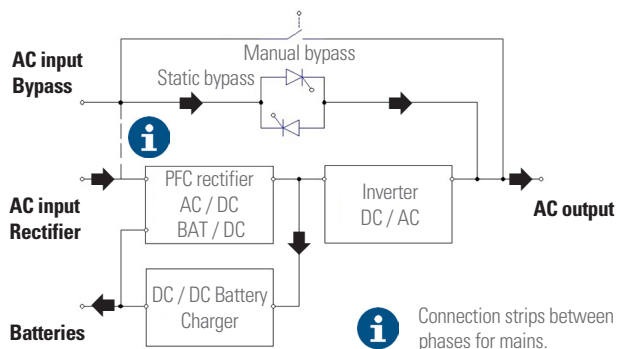 Manual bypass
AC input
Bypass
Static bypass
i
PFC rectifier
AC / DC
BAT / DC
Inverter
DC / AC
AC input
Rectifier
AC output
DC / DC Battery
Charger
Batteries
i
Connection strips between
phases for mains.